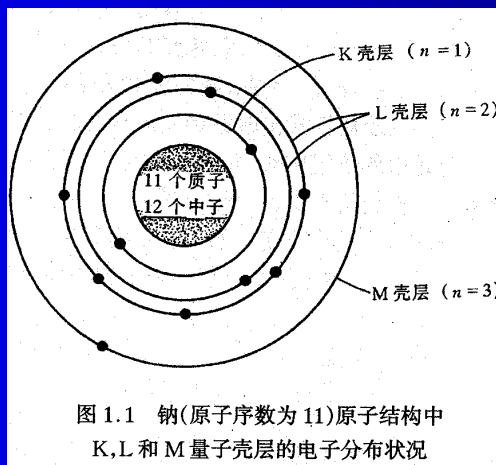 K 壳层 (n=1)
L 壳层 (n=2)
11 个质子
12 个中子
M 壳层 (n=3)
图 1.1 钠(原子序数为 11)原子结构中
K,L 和 M 量子壳层的电子分布状况